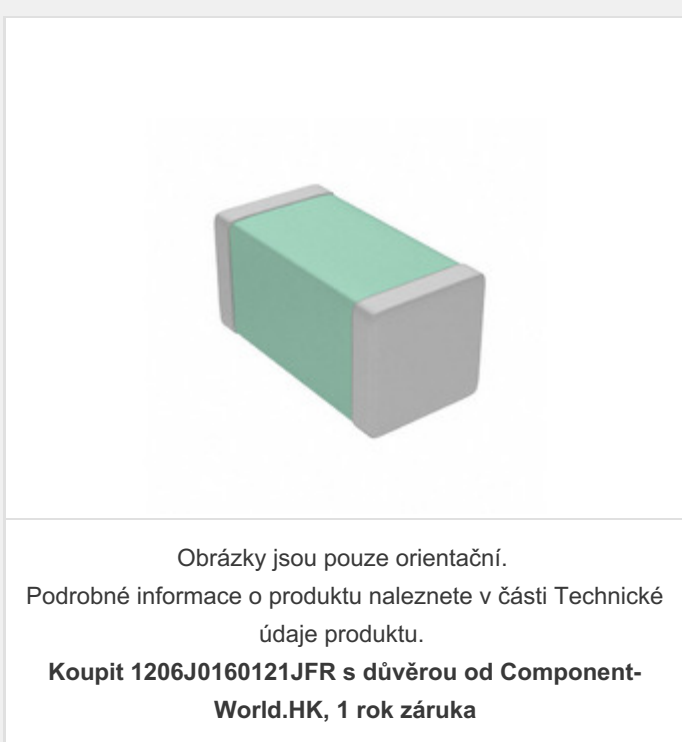 Obrázky jsou pouze orientační.
Podrobné informace o produktu naleznete v části Technické
údaje produktu.
Koupit 1206J0160121JFR s důvěrou od Component-
World.HK, 1 rok záruka